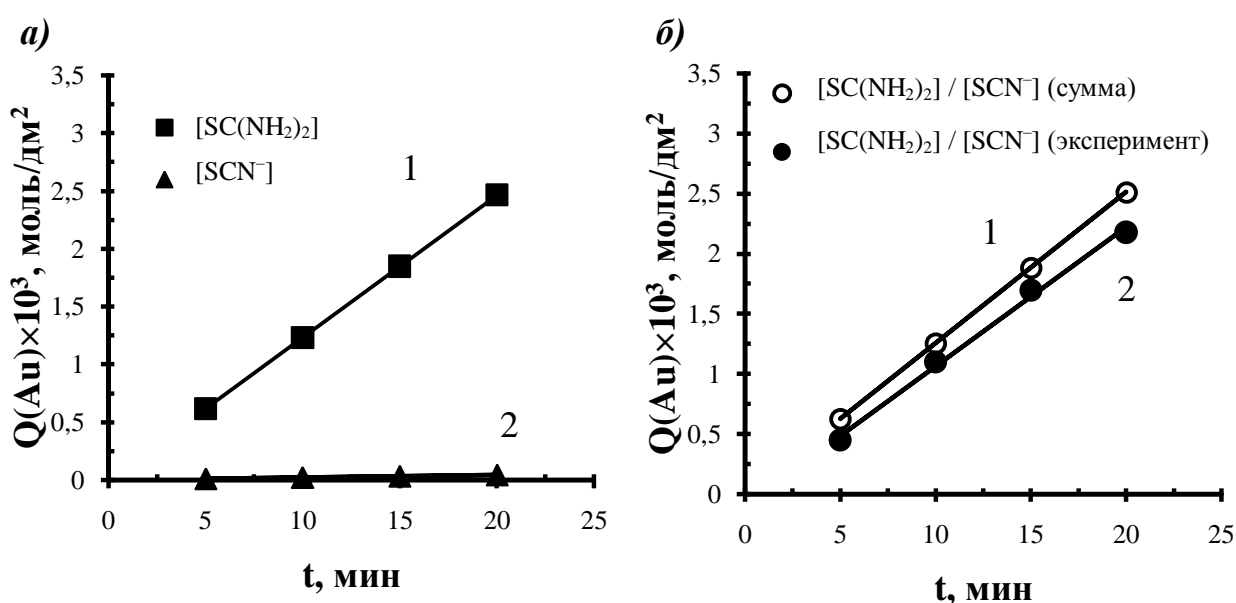 а)
Q(Au)×10³, моль/дм²
3,5
3
2,5
2
1,5
1
0,5
0
[SC(NH₂)₂]
[SCN⁻]
1
2
0 5 10 15 20 25
t, мин
б)
Q(Au)×10³, моль/дм²
3,5
3
2,5
2
1,5
1
0,5
0
[SC(NH₂)₂] / [SCN⁻] (сумма)
[SC(NH₂)₂] / [SCN⁻] (эксперимент)
1
2
0 5 10 15 20 25
t, мин